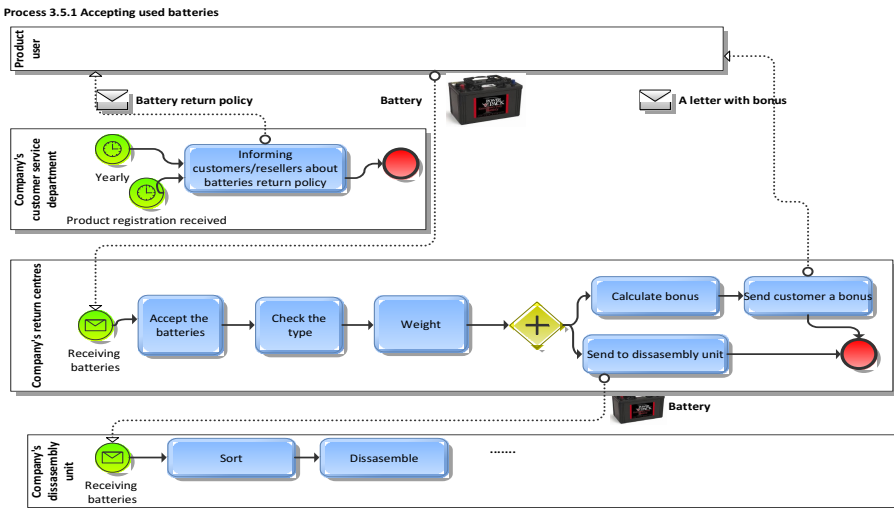 Process 3.5.1 Accepting used batteries
Product
user
Battery return policy
Battery
A letter with bonus
Company's
customer service
department
Yearly
Product registration received
Informing
customers/resellers about
batteries return policy
Company's return centres
Receiving
batteries
Accept the
batteries
Check the
type
Weight
Calculate bonus
Send customer a bonus
Send to dissasembly unit
Battery
Company's
dissasembly
unit
Receiving
batteries
Sort
Dissasemble
.......